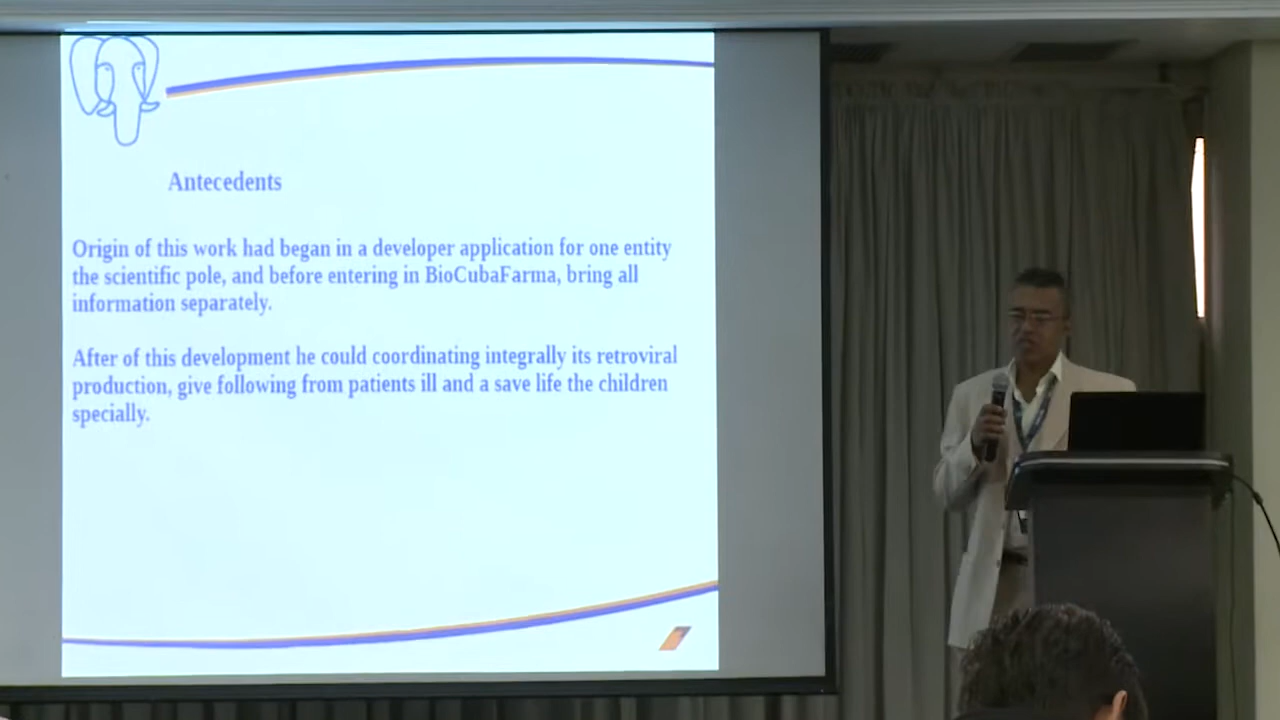 Antecedents
Origin of this work had began in a developer application for one entity
the scientific pole, and before entering in BioCubaFarma, bring all
information separately.
After of this development he could coordinating integrally its retroviral
production, give following from patients ill and a save life the children
specially.